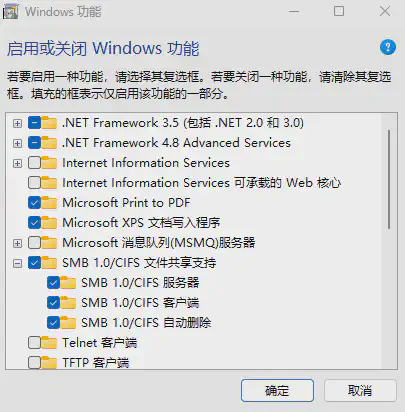 Windows 功能
启用或关闭 Windows 功能
若要启用一种功能，请选择其复选框。若要关闭一种功能，请清除其复选
框。填充的框表示仅启用该功能的一部分。
.NET Framework 3.5 (包括 .NET 2.0 和 3.0)
.NET Framework 4.8 Advanced Services
Internet Information Services
Internet Information Services 可承载的 Web 核心
Microsoft Print to PDF
Microsoft XPS 文档写入程序
Microsoft 消息队列(MSMQ)服务器
SMB 1.0/CIFS 文件共享支持
SMB 1.0/CIFS 服务器
SMB 1.0/CIFS 客户端
SMB 1.0/CIFS 自动删除
Telnet 客户端
TFTP 客户端
确定 取消